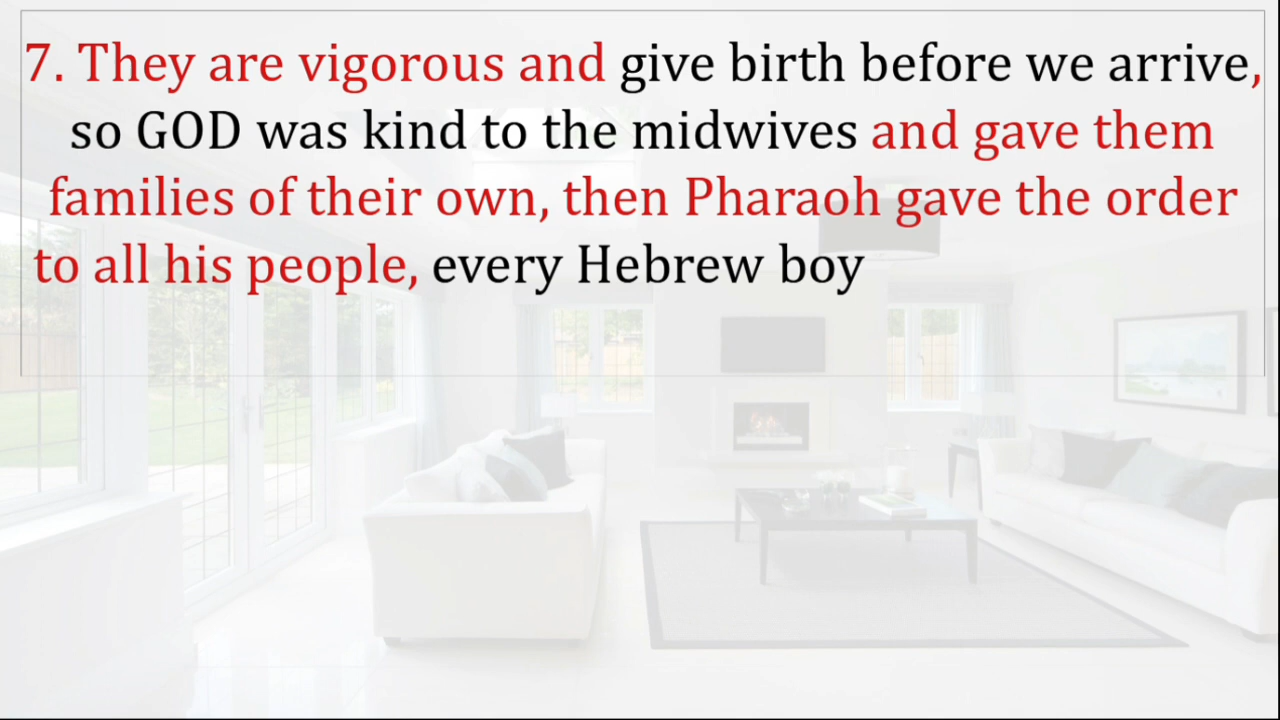 7. They are vigorous and give birth before we arrive,
so GOD was kind to the midwives and gave them
families of their own, then Pharaoh gave the order
to all his people, every Hebrew boy